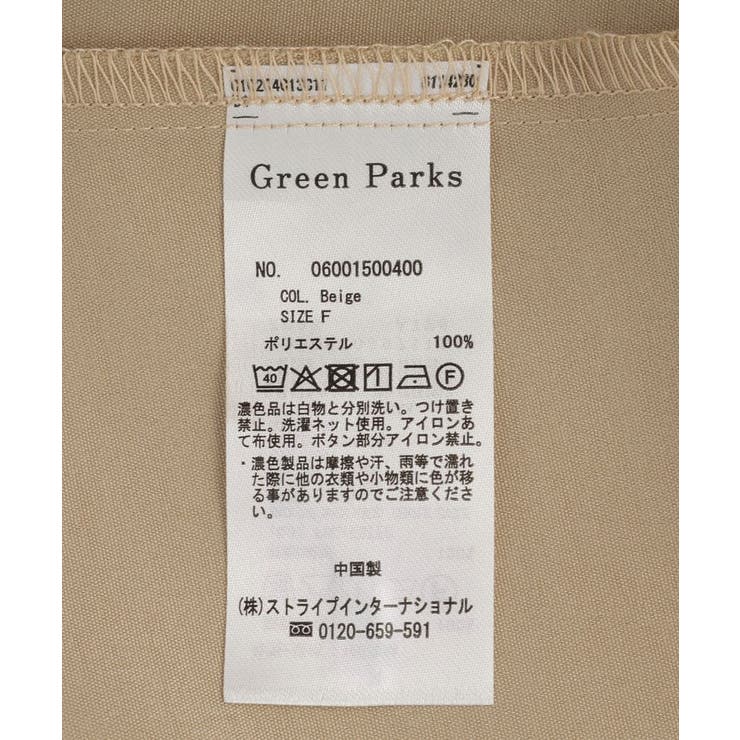 Green Parks
NO. 06001500400
COL. Beige
SIZE F
ポリエステル 100%
40
F
濃色品は白物と分別洗い。つけ置き
禁止。洗濯ネット使用。アイロンあ
て布使用。ボタン部分アイロン禁止。
・濃色製品は摩擦や汗、雨等で濡れ
た際に他の衣類や小物類に色が移
る事がありますのでご注意くださ
い。
中国製
(株)ストライプインターナショナル
0120-659-591